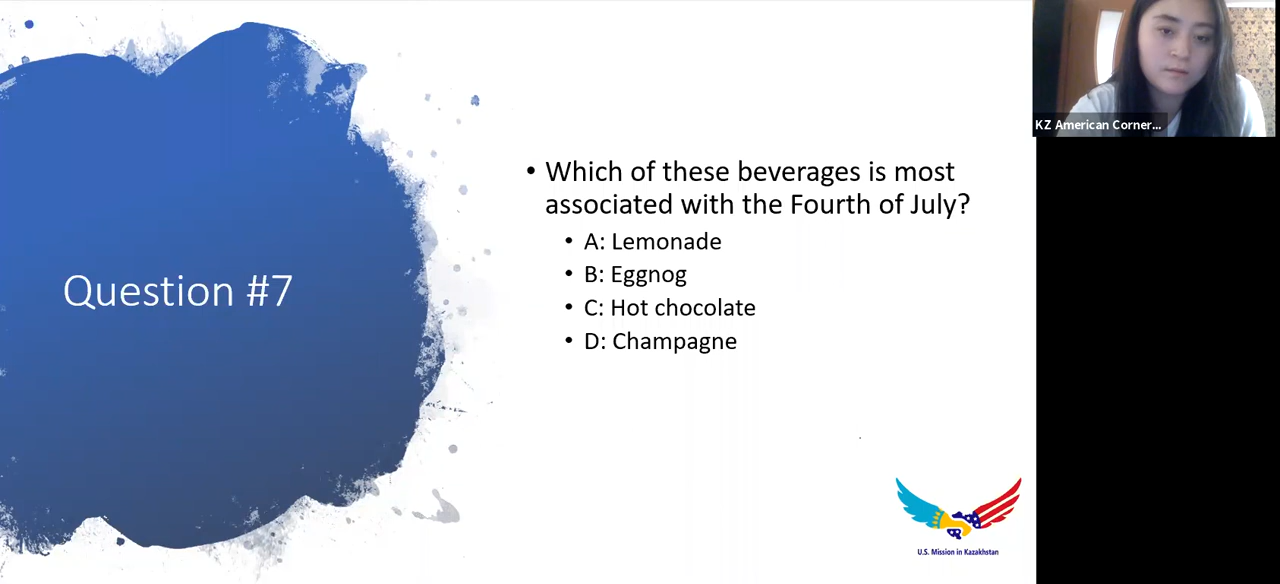 Question #7
• Which of these beverages is most
associated with the Fourth of July?
• A: Lemonade
• B: Eggnog
• C: Hot chocolate
• D: Champagne
KZ American Corner...
U.S. Mission in Kazakhstan